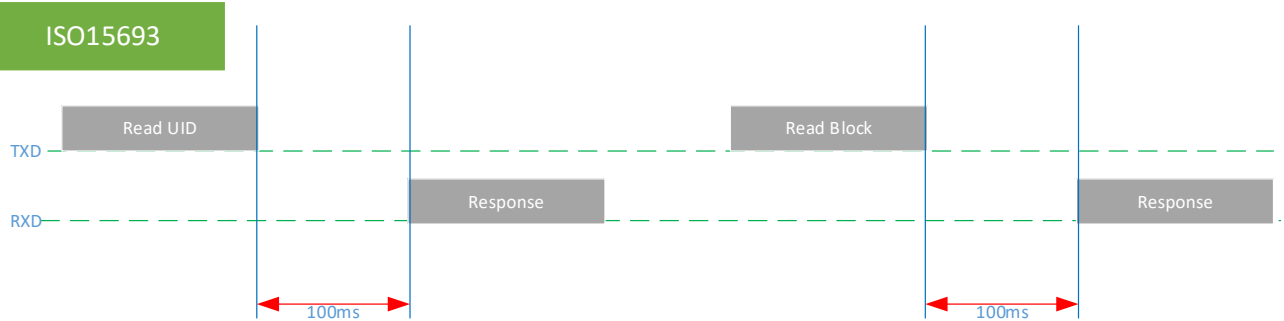 ISO15693
Read UID
Read Block
TXD
Response
Response
RXD
100ms
100ms